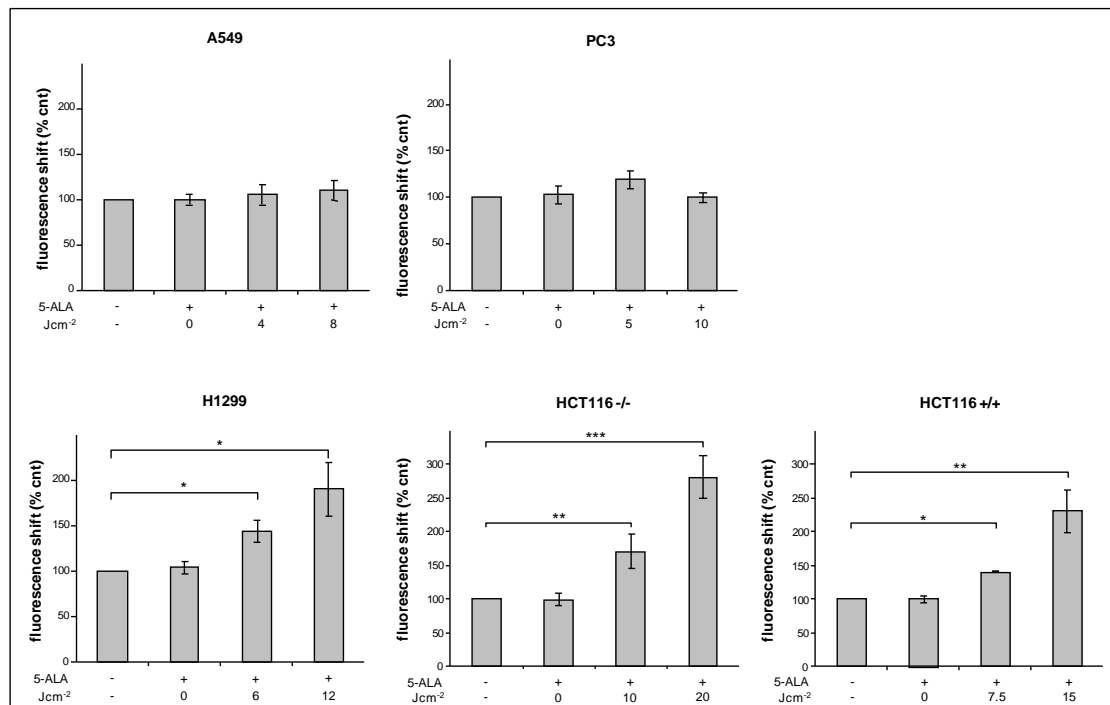 A549
fluorescence shift (% cnt)
200
150
100
50
0
5-ALA - + + +
Jcm-2 - 0 4 8
PC3
fluorescence shift (% cnt)
200
150
100
50
0
5-ALA - + + +
Jcm-2 - 0 5 10
H1299
fluorescence shift (% cnt)
*
*
200
150
100
50
0
5-ALA - + + +
Jcm-2 - 0 6 12
HCT116 -/-
fluorescence shift (% cnt)
***
**
300
250
200
150
100
50
0
5-ALA - + + +
Jcm-2 - 0 10 20
HCT116 +/+
fluorescence shift (% cnt)
**
*
300
250
200
150
100
50
0
5-ALA - + + +
Jcm-2 - 0 7.5 15